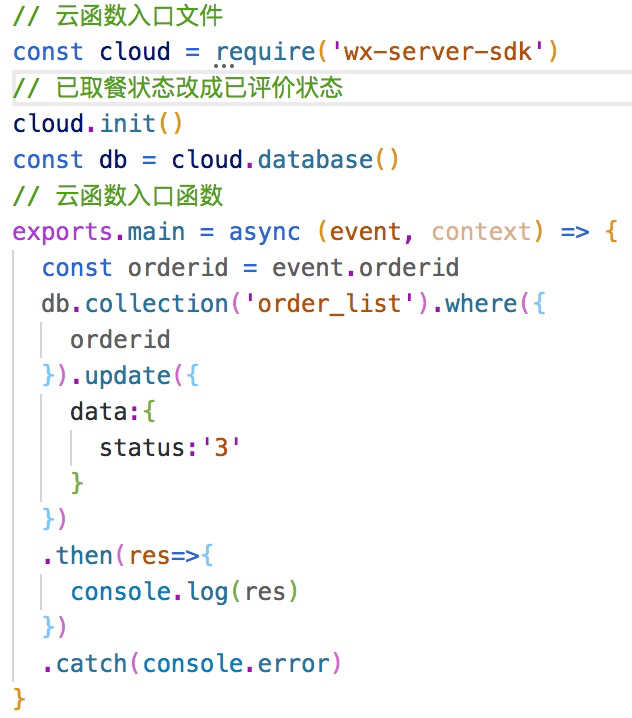 // 云函数入口文件
const cloud = require('wx-server-sdk')
// 已取餐状态改成已评价状态
cloud.init()
const db = cloud.database()
// 云函数入口函数
exports.main = async (event, context) => {
  const orderid = event.orderid
  db.collection('order_list').where({
    orderid
  }).update({
    data:{
      status:'3'
    }
  })
  .then(res=>{
    console.log(res)
  })
  .catch(console.error)
}